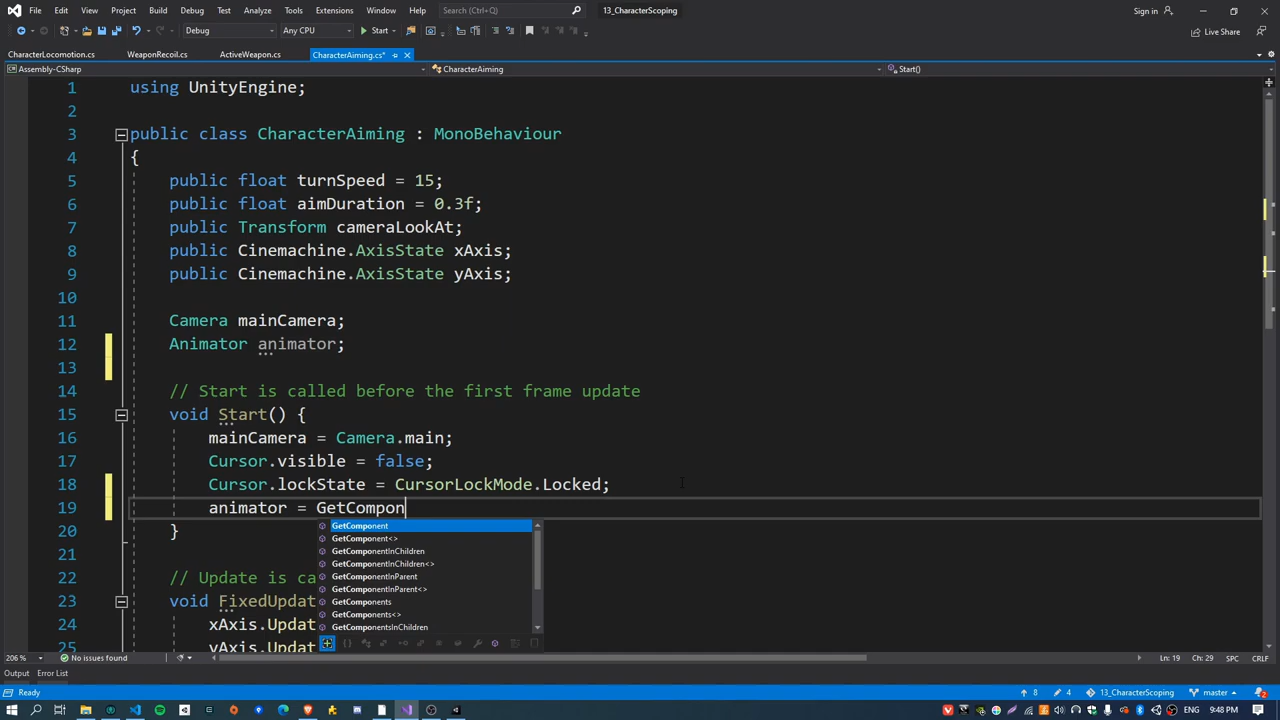 File Edit View Git Project Build Debug Test Analyze Tools Extensions Window Help Search (Ctrl+Q) 13_CharacterScoping Sign in
Debug Any CPU Start Live Share
CharacterLocomotion.cs WeaponRecoil.cs ActiveWeapon.cs CharacterAiming.cs*
Assembly-CSharp CharacterAiming Start()
1 using UnityEngine;
2
3 public class CharacterAiming : MonoBehaviour
4 {
5 public float turnSpeed = 15;
6 public float aimDuration = 0.3f;
7 public Transform cameraLookAt;
8 public Cinemachine.AxisState xAxis;
9 public Cinemachine.AxisState yAxis;
10
11 Camera mainCamera;
12 Animator animator;
13
14 // Start is called before the first frame update
15 void Start() {
16 mainCamera = Camera.main;
17 Cursor.visible = false;
18 Cursor.lockState = CursorLockMode.Locked;
19 animator = GetCompon
GetComponent
20 }
GetComponent<>
21
GetComponentInChildren
GetComponentInChildren<>
22 // Update is ca
GetComponentInParent
GetComponentInParent<>
23 void FixedUpdat
GetComponents
GetComponents<>
24 xAxis.Updat
GetComponentsInChildren
25 yAxis.Updat
206 % No issues found Ln: 19 Ch: 29 SPC CRLF
Output Error List
Ready 8 4 13_CharacterScoping master 2
ENG 9:48 PM